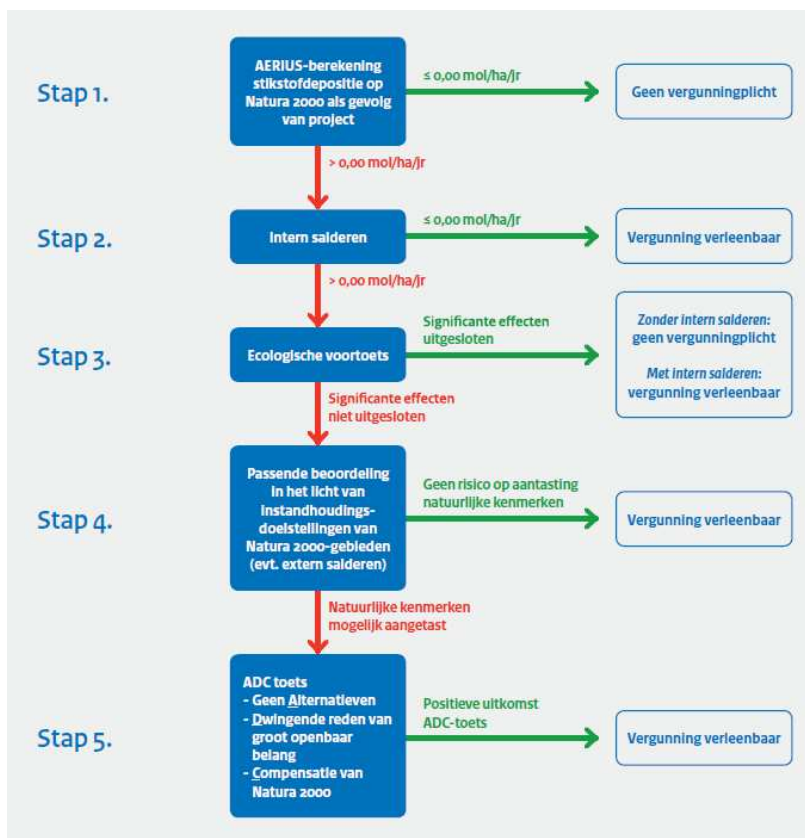 Stap 1.
AERIUS-berekening
stikstofdepositie op
Natura 2000 als gevolg
van project
≤ 0,00 mol/ha/jr
Geen vergunningplicht
> 0,00 mol/ha/jr
Stap 2.
Intern salderen
≤ 0,00 mol/ha/jr
Vergunning verleenbaar
> 0,00 mol/ha/jr
Stap 3.
Ecologische voortoets
Significante effecten
uitgesloten
Zonder intern salderen:
geen vergunningplicht
Met intern salderen:
vergunning verleenbaar
Significante effecten
niet uitgesloten
Stap 4.
Passende beoordeling
in het licht van
instandhoudings-
doelstellingen van
Natura 2000-gebieden
(evt. extern salderen)
Geen risico op aantasting
natuurlijke kenmerken
Vergunning verleenbaar
Natuurlijke kenmerken
mogelijk aangetast
Stap 5.
ADC toets
- Geen Alternatieven
- Dwingende reden van
groot openbaar
belang
- Compensatie van
Natura 2000
Positieve uitkomst
ADC-toets
Vergunning verleenbaar